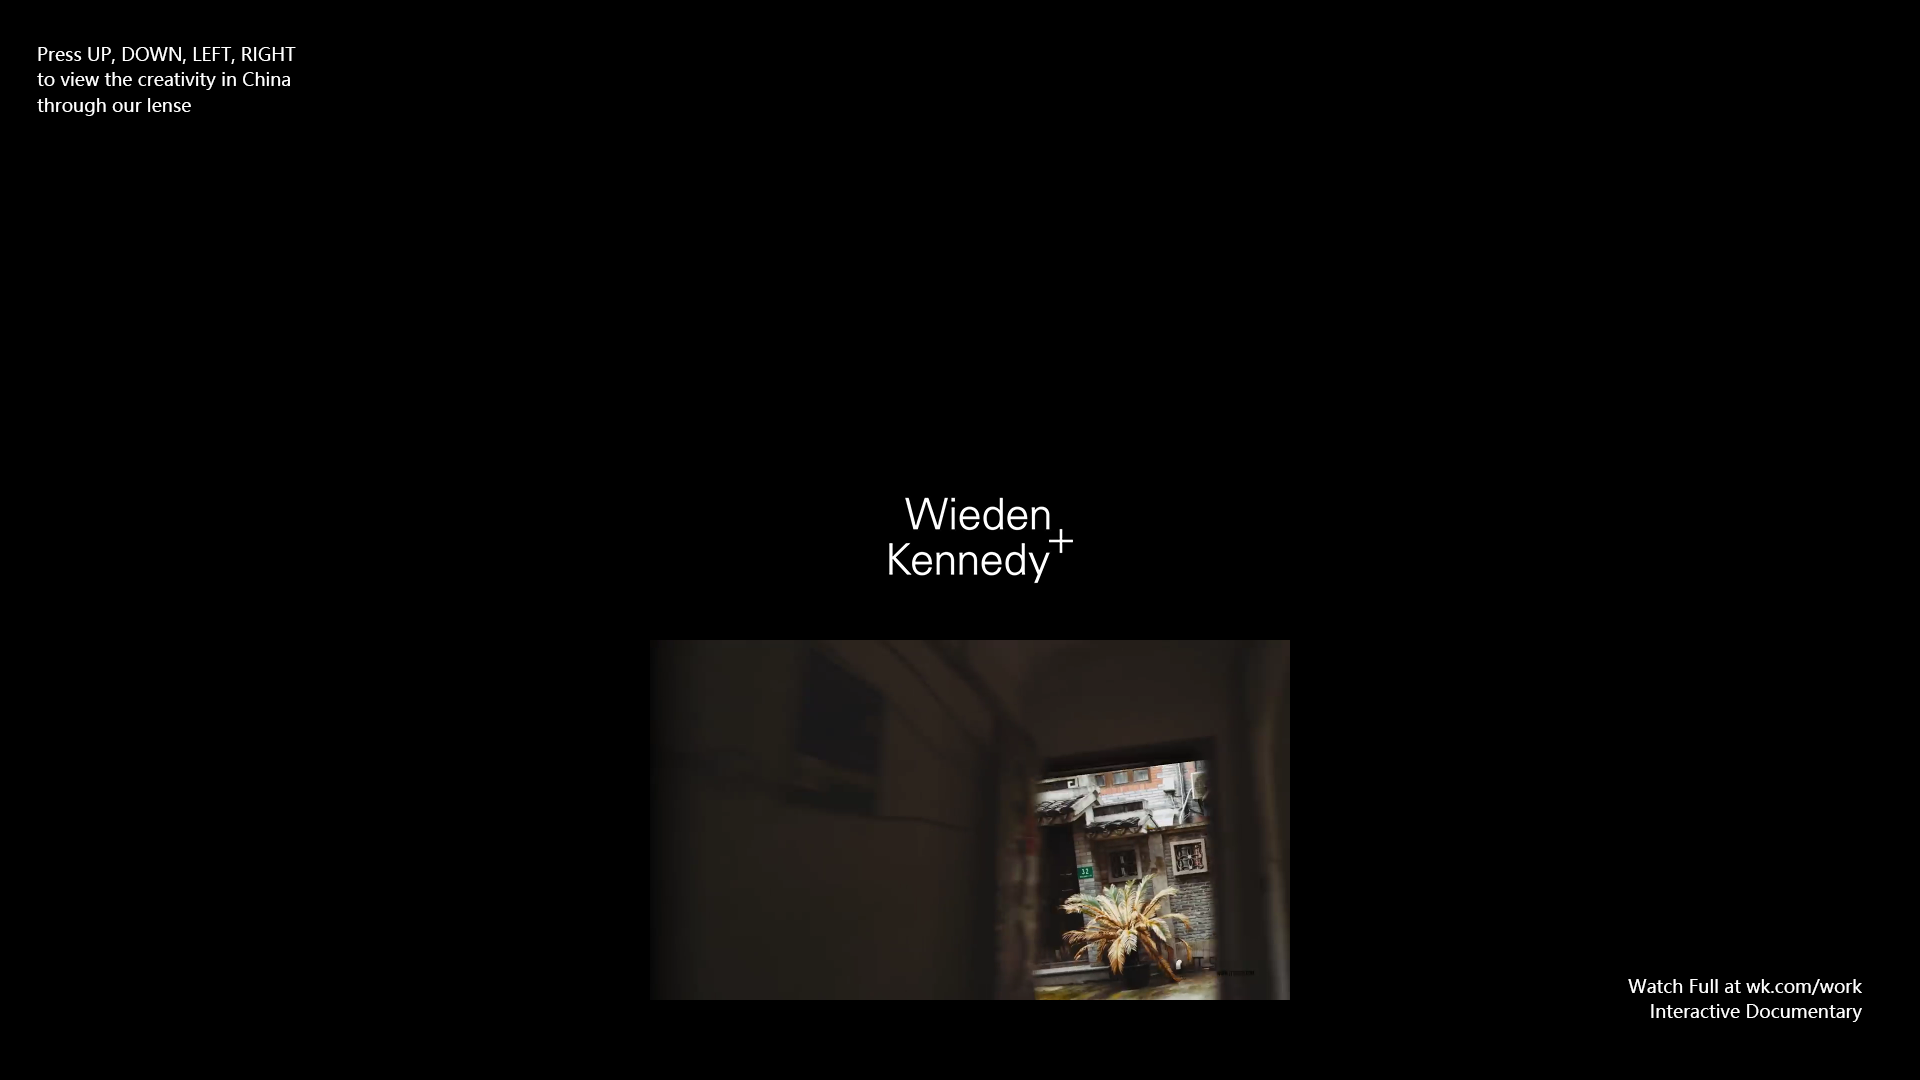 Press UP, DOWN, LEFT, RIGHT
to view the creativity in China
through our lense
Wieden
+
Kennedy
32
Watch Full at wk.com/work
Interactive Documentary